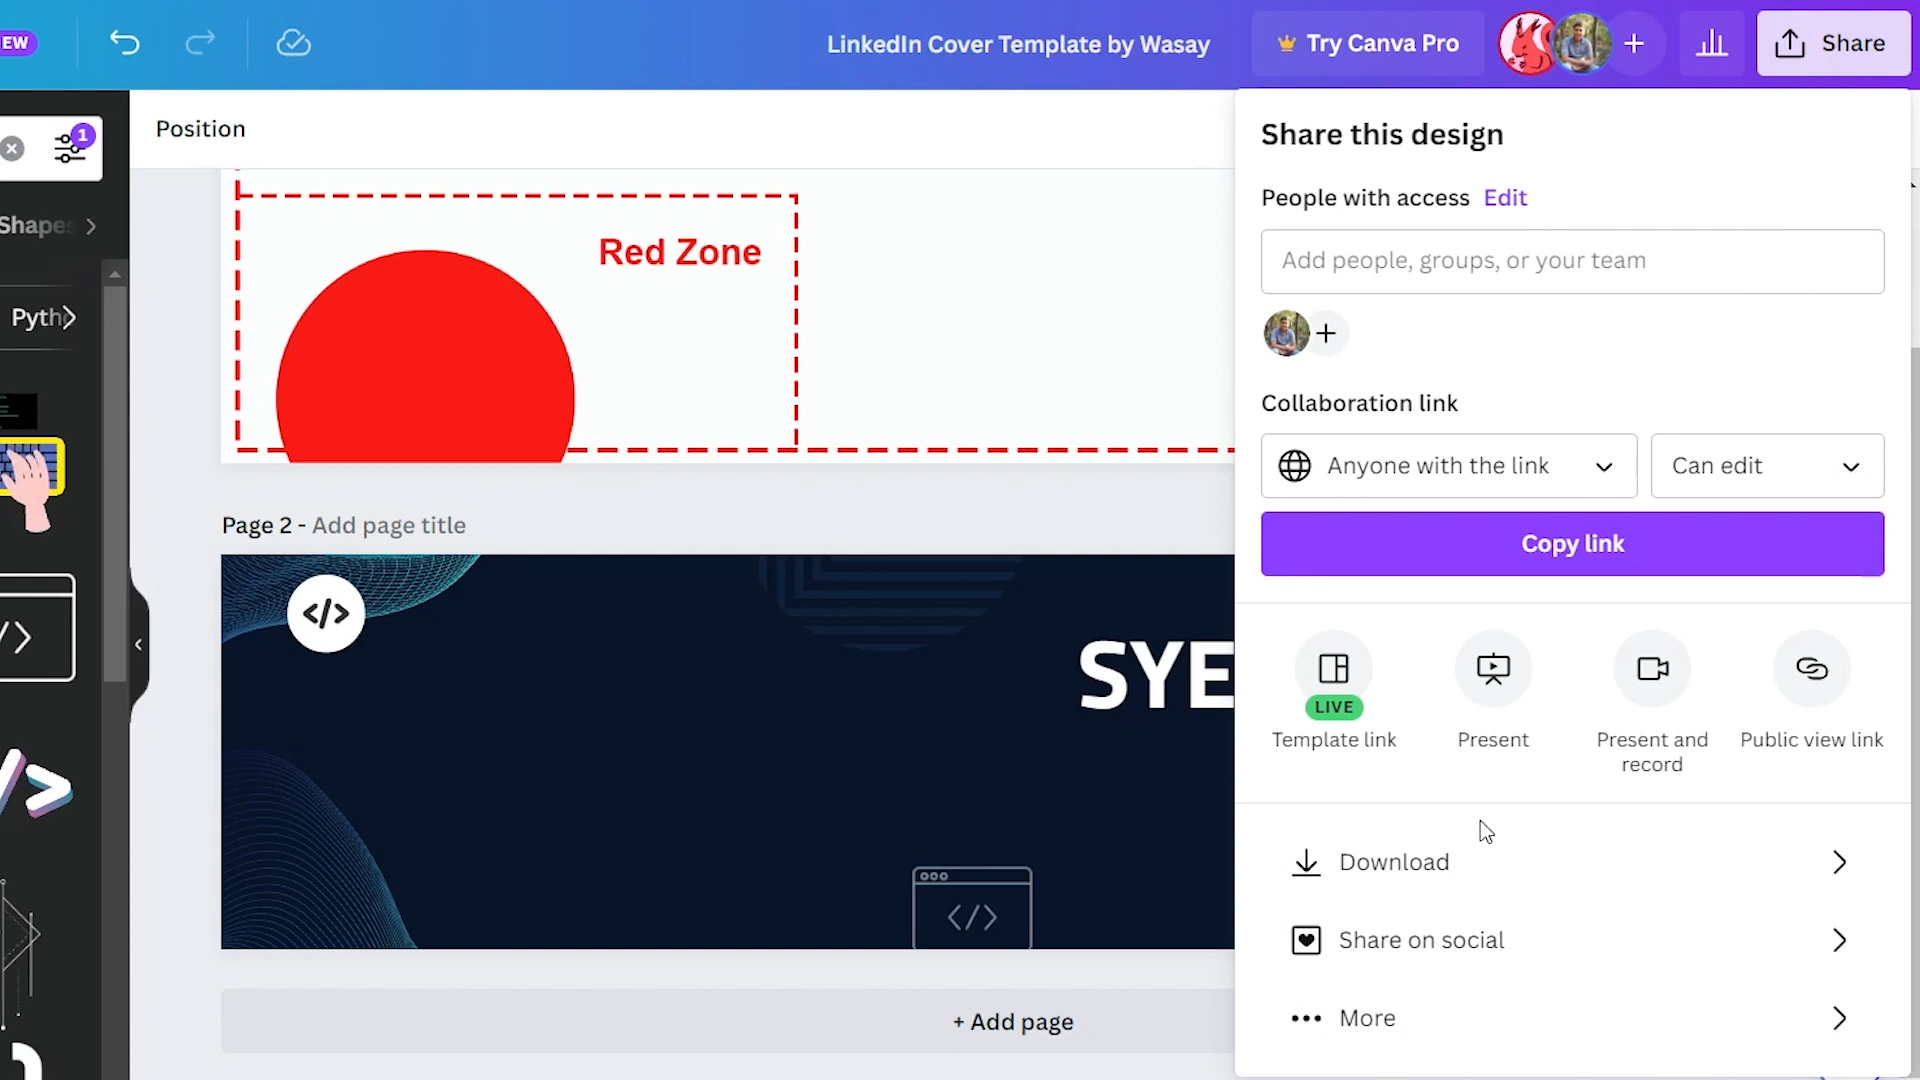 EW
LinkedIn Cover Template by Wasay
Try Canva Pro
Share
1
Position
Shapes
Pyth
Red Zone
Page 2 - Add page title
</>
SYE
</>
+ Add page
Share this design
People with access Edit
Add people, groups, or your team
Collaboration link
Anyone with the link
Can edit
Copy link
LIVE
Template link
Present
Present and
record
Public view link
Download
Share on social
More